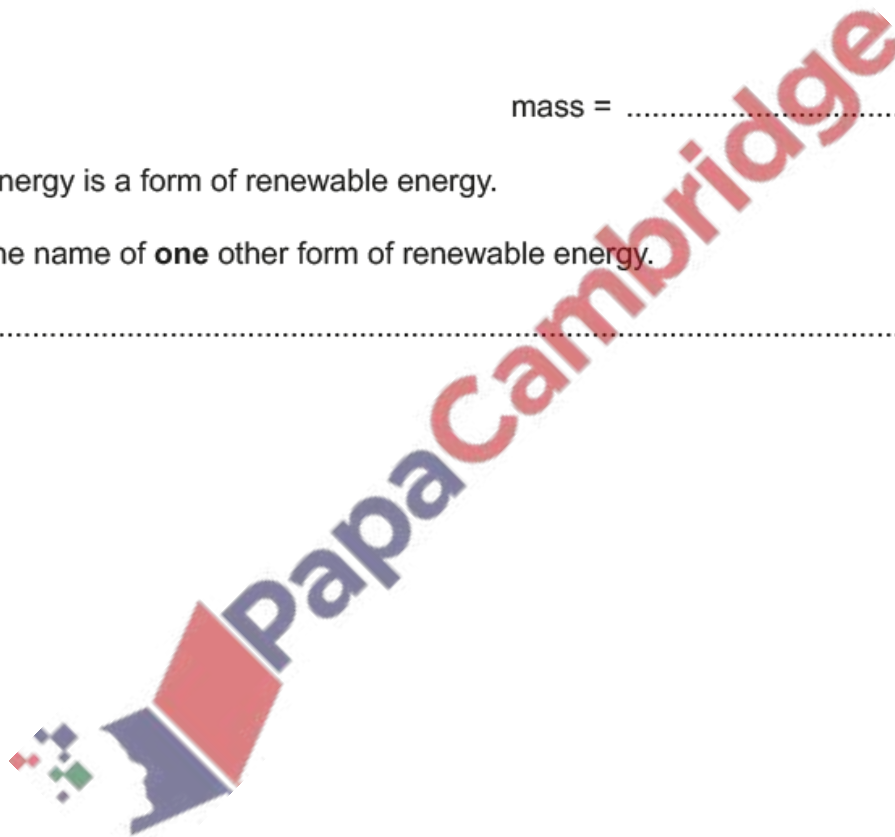 mass = ........................................
nergy is a form of renewable energy.
ne name of one other form of renewable energy.
....................................................................................................
PapaCambridge